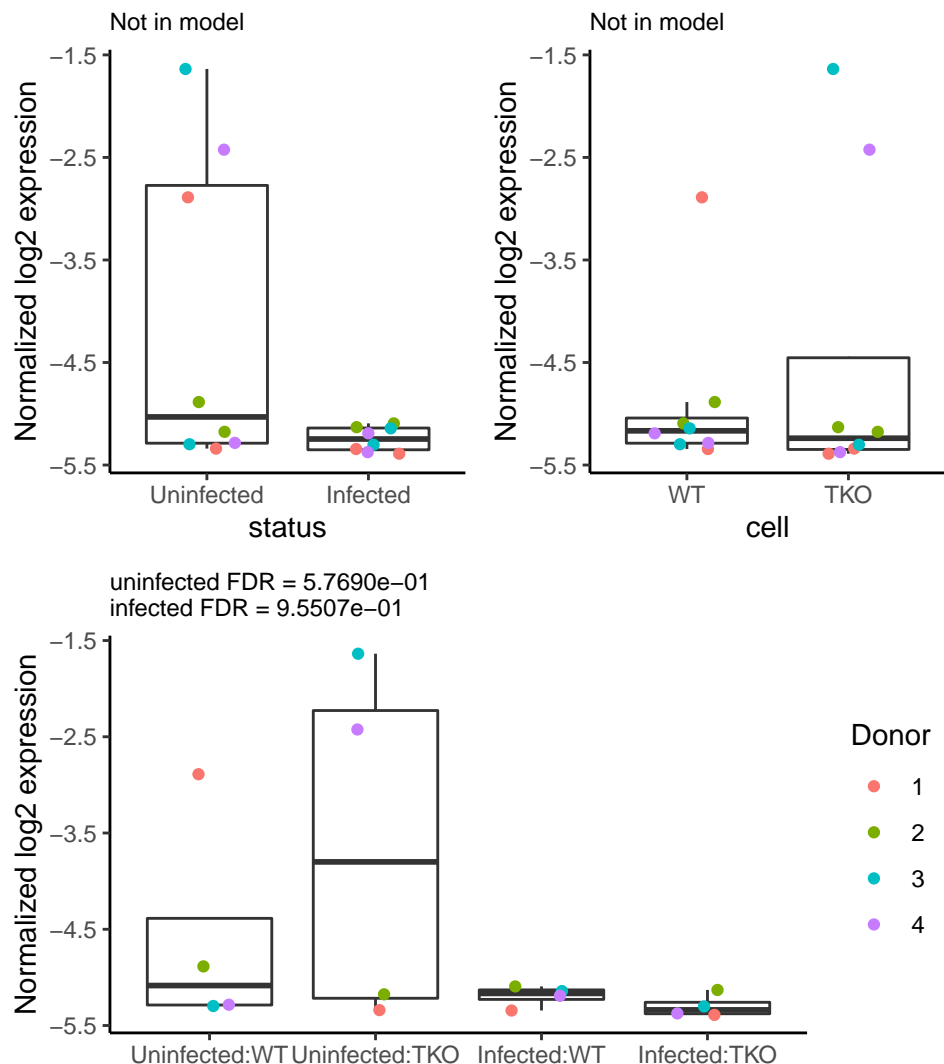 Not in model
Normalized log2 expression
−1.5
−2.5
−3.5
−4.5
−5.5
Uninfected Infected
status
Not in model
Normalized log2 expression
−1.5
−2.5
−3.5
−4.5
−5.5
WT TKO
cell
uninfected FDR = 5.7690e−01
infected FDR = 9.5507e−01
Normalized log2 expression
−1.5
−2.5
−3.5
−4.5
−5.5
Uninfected:WT Uninfected:TKO Infected:WT Infected:TKO
Donor
1
2
3
4